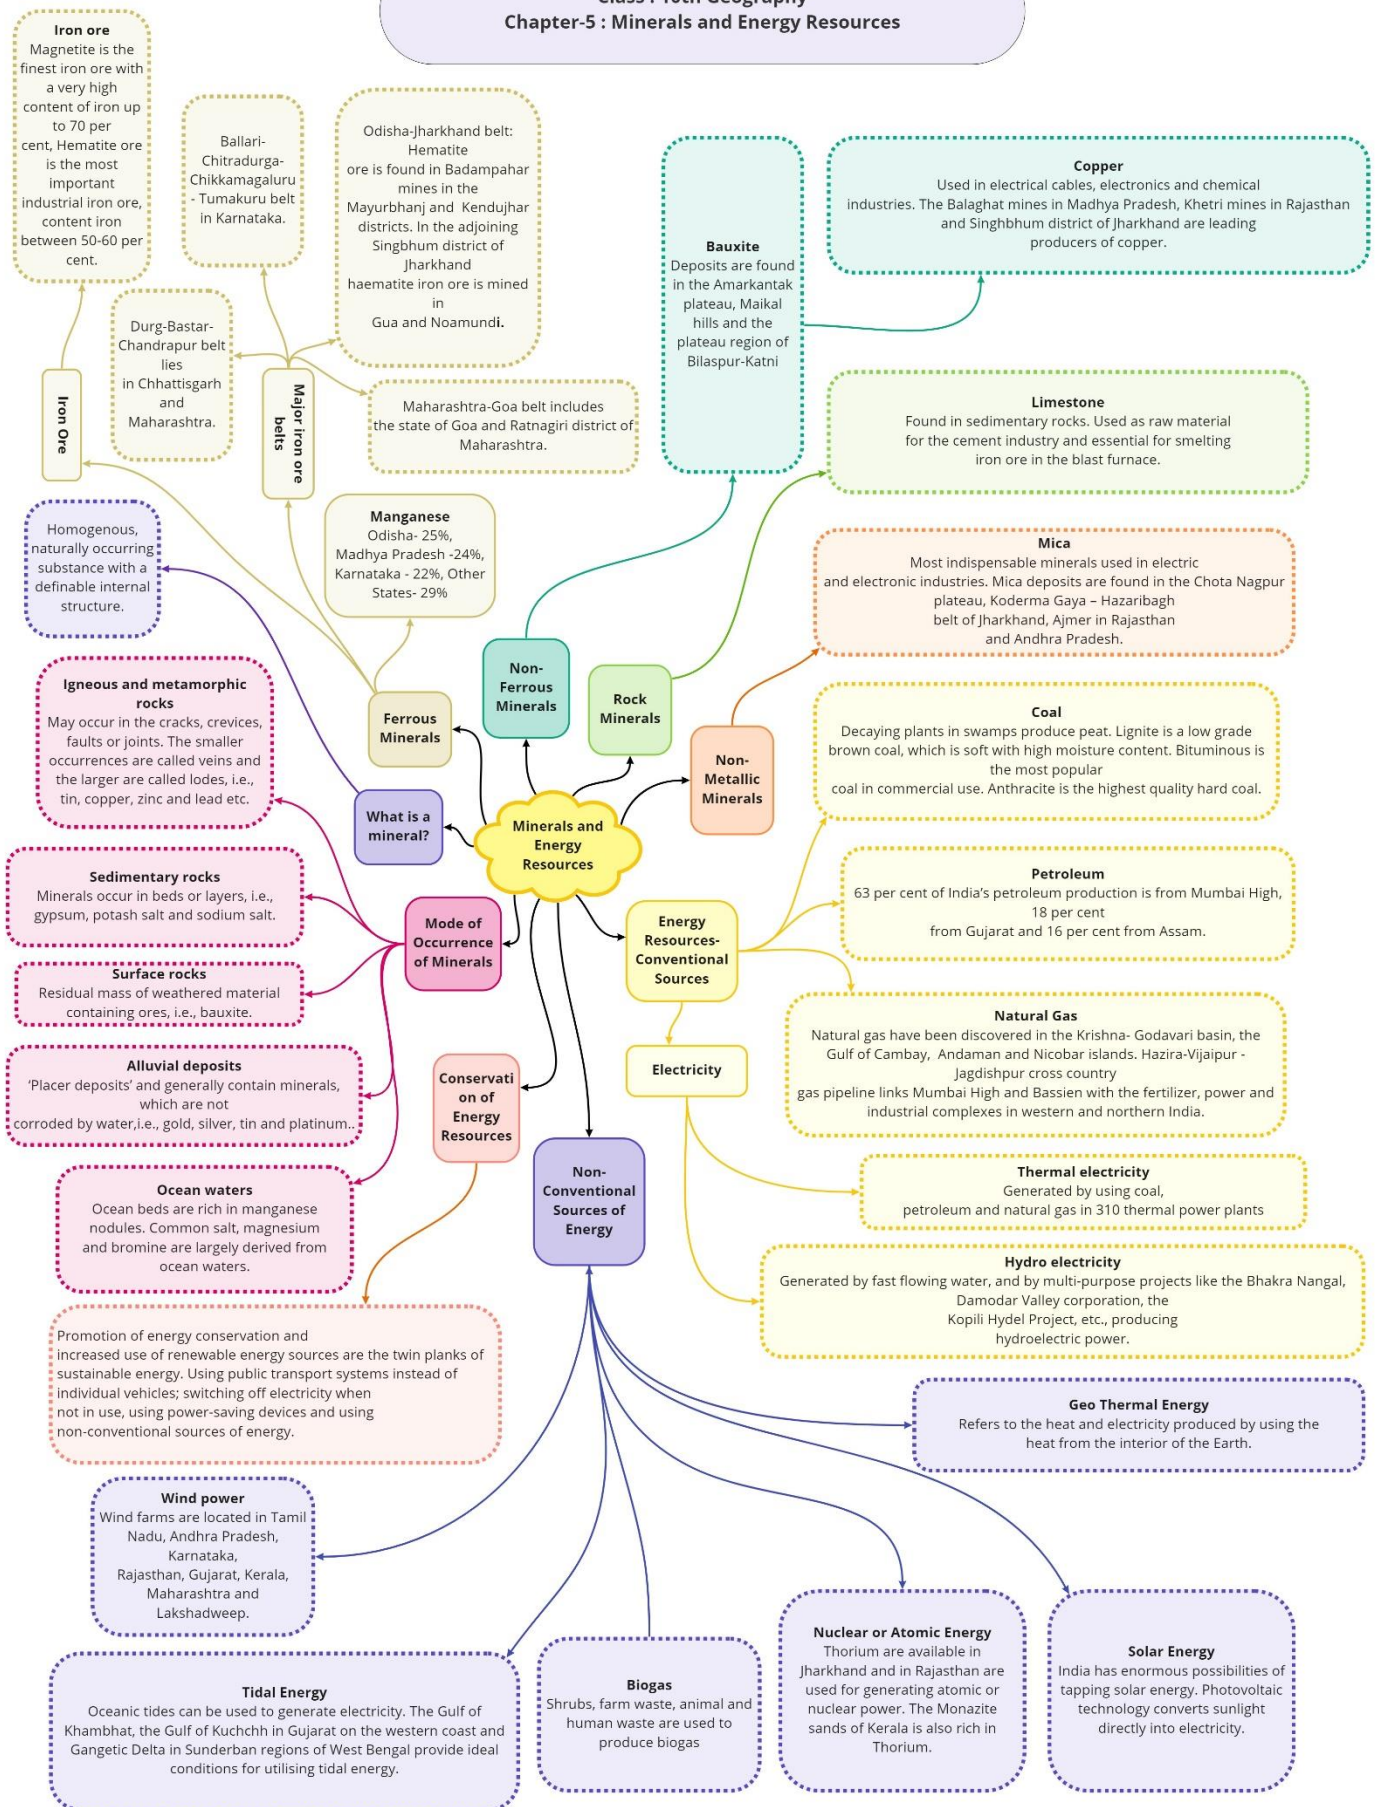 Class : 10th Geography
Chapter-5 : Minerals and Energy Resources
Iron ore
Magnetite is the
finest iron ore with
a very high
content of iron up
to 70 per
cent, Hematite ore
is the most
important
industrial iron ore,
content iron
between 50-60 per
cent.
Ballari-
Chitradurga-
Chikkamagaluru
- Tumakuru belt
in Karnataka.
Odisha-Jharkhand belt:
Hematite
ore is found in Badampahar
mines in the
Mayurbhanj and Kendujhar
districts. In the adjoining
Singbhum district of
Jharkhand
haematite iron ore is mined
in
Gua and Noamundi.
Durg-Bastar-
Chandrapur belt
lies
in Chhattisgarh
and
Maharashtra.
Maharashtra-Goa belt includes
the state of Goa and Ratnagiri district of
Maharashtra.
Iron Ore
Major iron ore
belts
Manganese
Odisha- 25%,
Madhya Pradesh -24%,
Karnataka - 22%, Other
States- 29%
Ferrous
Minerals
Bauxite
Deposits are found
in the Amarkantak
plateau, Maikal
hills and the
plateau region of
Bilaspur-Katni
Copper
Used in electrical cables, electronics and chemical
industries. The Balaghat mines in Madhya Pradesh, Khetri mines in Rajasthan
and Singhbhum district of Jharkhand are leading
producers of copper.
Non-
Ferrous
Minerals
Limestone
Found in sedimentary rocks. Used as raw material
for the cement industry and essential for smelting
iron ore in the blast furnace.
Rock
Minerals
Mica
Most indispensable minerals used in electric
and electronic industries. Mica deposits are found in the Chota Nagpur
plateau, Koderma Gaya – Hazaribagh
belt of Jharkhand, Ajmer in Rajasthan
and Andhra Pradesh.
Non-
Metallic
Minerals
Homogenous,
naturally occurring
substance with a
definable internal
structure.
What is a
mineral?
Minerals and
Energy
Resources
Igneous and metamorphic
rocks
May occur in the cracks, crevices,
faults or joints. The smaller
occurrences are called veins and
the larger are called lodes, i.e.,
tin, copper, zinc and lead etc.
Sedimentary rocks
Minerals occur in beds or layers, i.e.,
gypsum, potash salt and sodium salt.
Surface rocks
Residual mass of weathered material
containing ores, i.e., bauxite.
Alluvial deposits
‘Placer deposits’ and generally contain minerals,
which are not
corroded by water,i.e., gold, silver, tin and platinum..
Ocean waters
Ocean beds are rich in manganese
nodules. Common salt, magnesium
and bromine are largely derived from
ocean waters.
Mode of
Occurrence
of Minerals
Energy
Resources-
Conventional
Sources
Coal
Decaying plants in swamps produce peat. Lignite is a low grade
brown coal, which is soft with high moisture content. Bituminous is
the most popular
coal in commercial use. Anthracite is the highest quality hard coal.
Petroleum
63 per cent of India’s petroleum production is from Mumbai High,
18 per cent
from Gujarat and 16 per cent from Assam.
Natural Gas
Natural gas have been discovered in the Krishna- Godavari basin, the
Gulf of Cambay, Andaman and Nicobar islands. Hazira-Vijaipur -
Jagdishpur cross country
gas pipeline links Mumbai High and Bassien with the fertilizer, power and
industrial complexes in western and northern India.
Electricity
Thermal electricity
Generated by using coal,
petroleum and natural gas in 310 thermal power plants
Hydro electricity
Generated by fast flowing water, and by multi-purpose projects like the Bhakra Nangal,
Damodar Valley corporation, the
Kopili Hydel Project, etc., producing
hydroelectric power.
Conservati
on of
Energy
Resources
Promotion of energy conservation and
increased use of renewable energy sources are the twin planks of
sustainable energy. Using public transport systems instead of
individual vehicles; switching off electricity when
not in use, using power-saving devices and using
non-conventional sources of energy.
Non-
Conventional
Sources of
Energy
Geo Thermal Energy
Refers to the heat and electricity produced by using the
heat from the interior of the Earth.
Wind power
Wind farms are located in Tamil
Nadu, Andhra Pradesh,
Karnataka,
Rajasthan, Gujarat, Kerala,
Maharashtra and
Lakshadweep.
Tidal Energy
Oceanic tides can be used to generate electricity. The Gulf of
Khambhat, the Gulf of Kuchchh in Gujarat on the western coast and
Gangetic Delta in Sunderban regions of West Bengal provide ideal
conditions for utilising tidal energy.
Biogas
Shrubs, farm waste, animal and
human waste are used to
produce biogas
Nuclear or Atomic Energy
Thorium are available in
Jharkhand and in Rajasthan are
used for generating atomic or
nuclear power. The Monazite
sands of Kerala is also rich in
Thorium.
Solar Energy
India has enormous possibilities of
tapping solar energy. Photovoltaic
technology converts sunlight
directly into electricity.